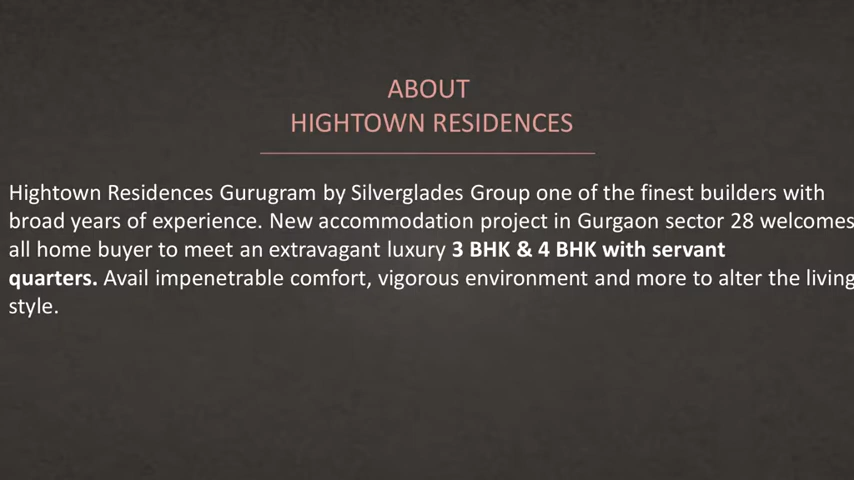 ABOUT
HIGHTOWN RESIDENCES
Hightown Residences Gurugram by Silverglades Group one of the finest builders with
broad years of experience. New accommodation project in Gurgaon sector 28 welcomes
all home buyer to meet an extravagant luxury 3 BHK & 4 BHK with servant
quarters. Avail impenetrable comfort, vigorous environment and more to alter the living
style.